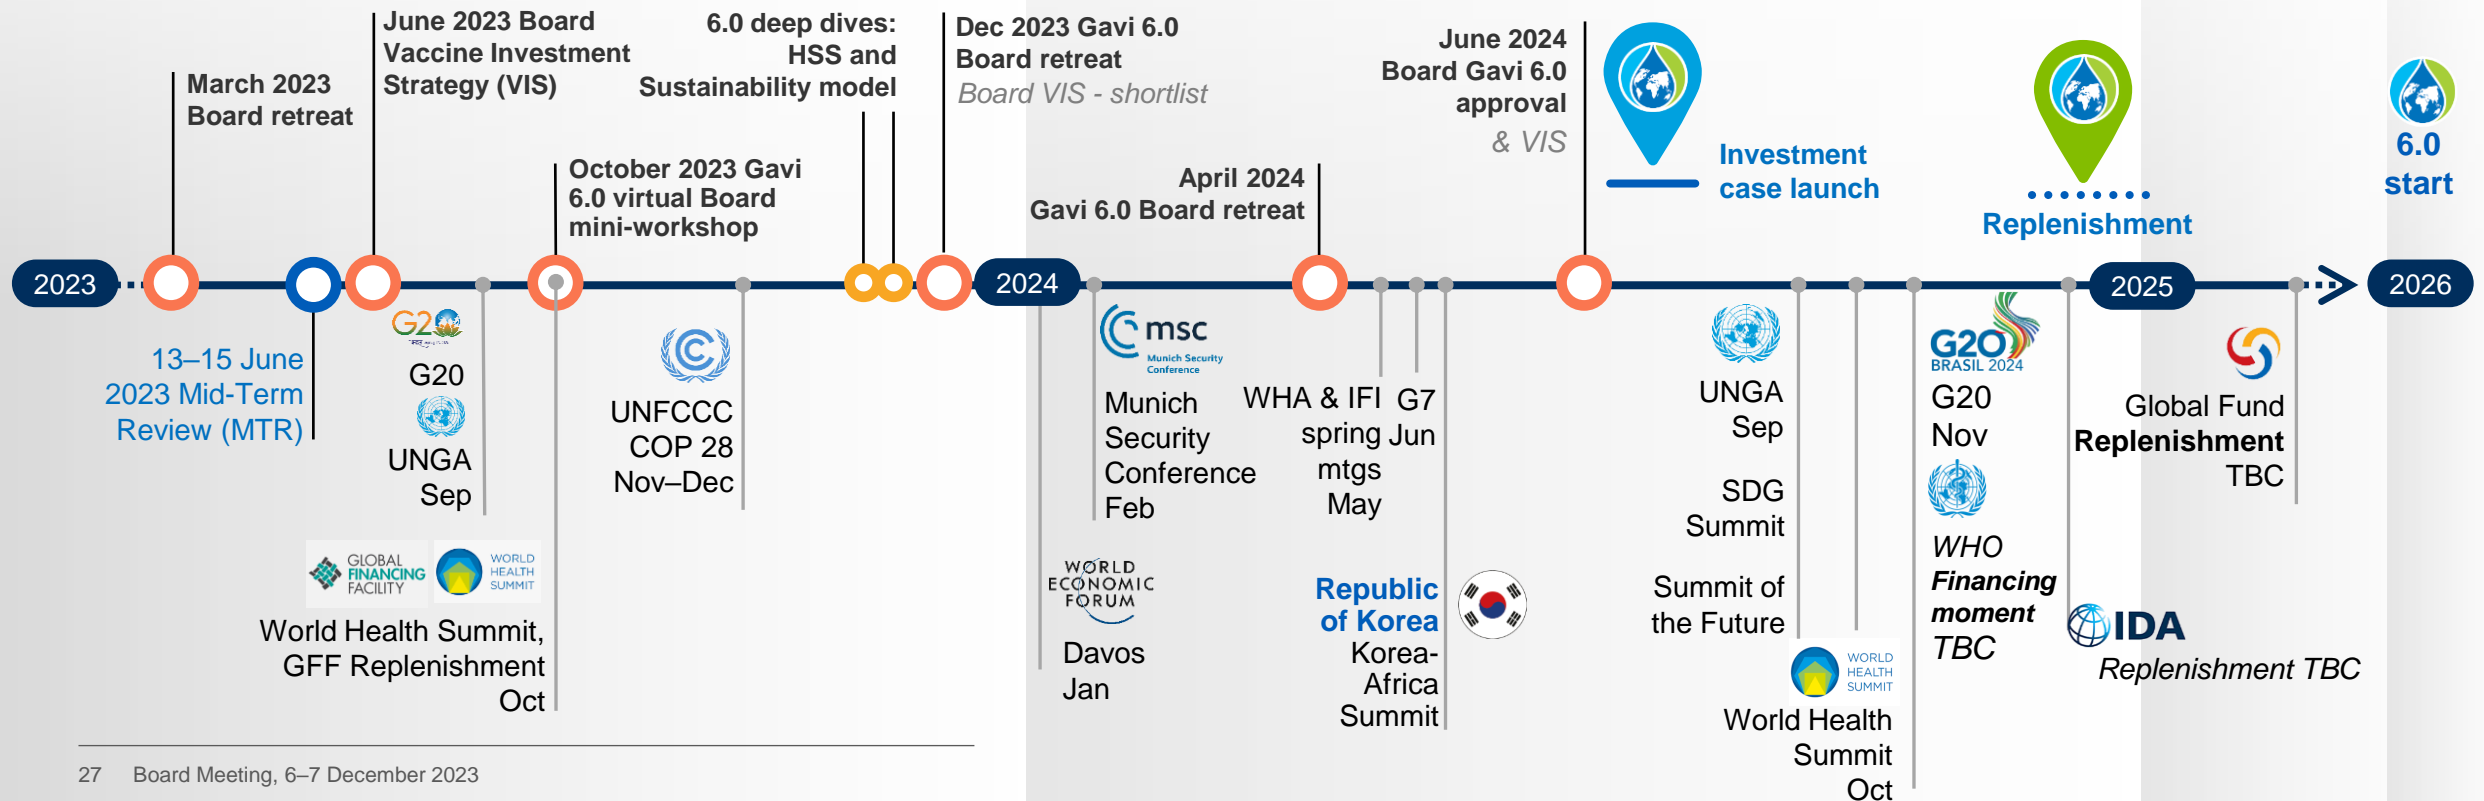 June 2023 Board
Vaccine Investment
Strategy (VIS)
6.0 deep dives:
HSS and
Sustainability model
Dec 2023 Gavi 6.0
Board retreat
Board VIS - shortlist
June 2024
Board Gavi 6.0
approval
& VIS
March 2023
Board retreat
October 2023 Gavi
6.0 virtual Board
mini-workshop
April 2024
Gavi 6.0 Board retreat
Investment
case launch
Replenishment
6.0
start
2023
2024
2025
2026
13–15 June
2023 Mid-Term
Review (MTR)
G20
G20
UNGA
Sep
GLOBAL
FINANCING
FACILITY
WORLD
HEALTH
SUMMIT
World Health Summit,
GFF Replenishment
Oct
UNFCCC
COP 28
Nov–Dec
msc
Munich Security
Conference
Munich
Security
Conference
Feb
WORLD
ECONOMIC
FORUM
Davos
Jan
WHA & IFI
spring
mtgs
May
G7
Jun
Republic
of Korea
Korea-
Africa
Summit
UNGA
Sep
SDG
Summit
Summit of
the Future
WORLD
HEALTH
SUMMIT
World Health
Summit
Oct
G20
BRASIL 2024
G20
Nov
WHO
Financing
moment
TBC
IDA
Replenishment TBC
Global Fund
Replenishment
TBC
27 Board Meeting, 6–7 December 2023